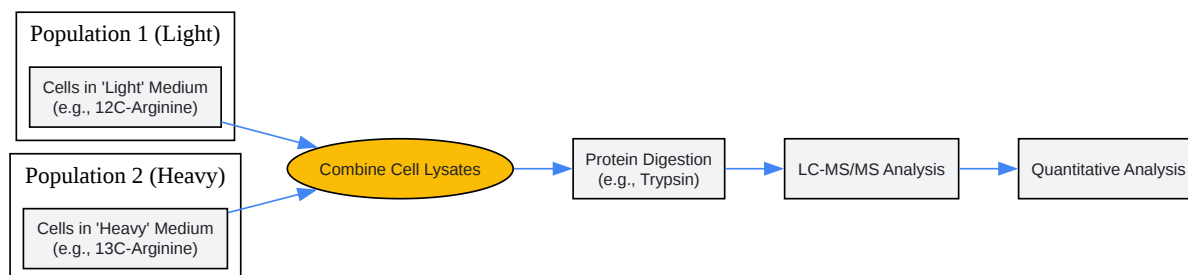 Population 1 (Light)
Cells in 'Light' Medium
(e.g., 12C-Arginine)
Population 2 (Heavy)
Cells in 'Heavy' Medium
(e.g., 13C-Arginine)
Combine Cell Lysates
Protein Digestion
(e.g., Trypsin)
LC-MS/MS Analysis
Quantitative Analysis